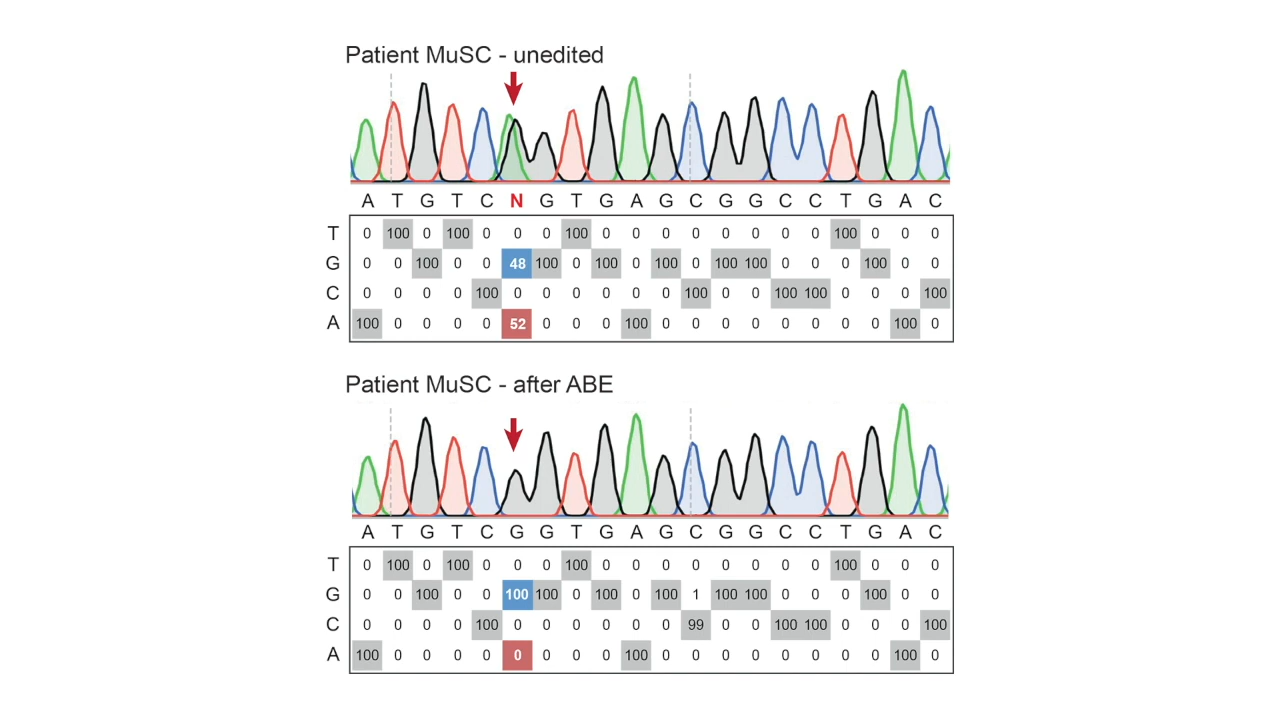 Patient MuSC - unedited
A T G T C N G T G A G C G G C C T G A C
T 0 100 0 100 0 0 0 100 0 0 0 0 0 0 0 0 100 0 0 0
G 0 0 100 0 0 48 100 0 100 0 100 0 100 100 0 0 0 100 0 0
C 0 0 0 0 100 0 0 0 0 0 0 100 0 0 100 100 0 0 0 100
A 100 0 0 0 0 52 0 0 0 100 0 0 0 0 0 0 0 0 100 0
Patient MuSC - after ABE
A T G T C G G T G A G C G G C C T G A C
T 0 100 0 100 0 0 0 100 0 0 0 0 0 0 0 0 100 0 0 0
G 0 0 100 0 0 100 100 0 100 0 100 1 100 100 0 0 0 100 0 0
C 0 0 0 0 100 0 0 0 0 0 0 99 0 0 100 100 0 0 0 100
A 100 0 0 0 0 0 0 0 0 100 0 0 0 0 0 0 0 0 100 0